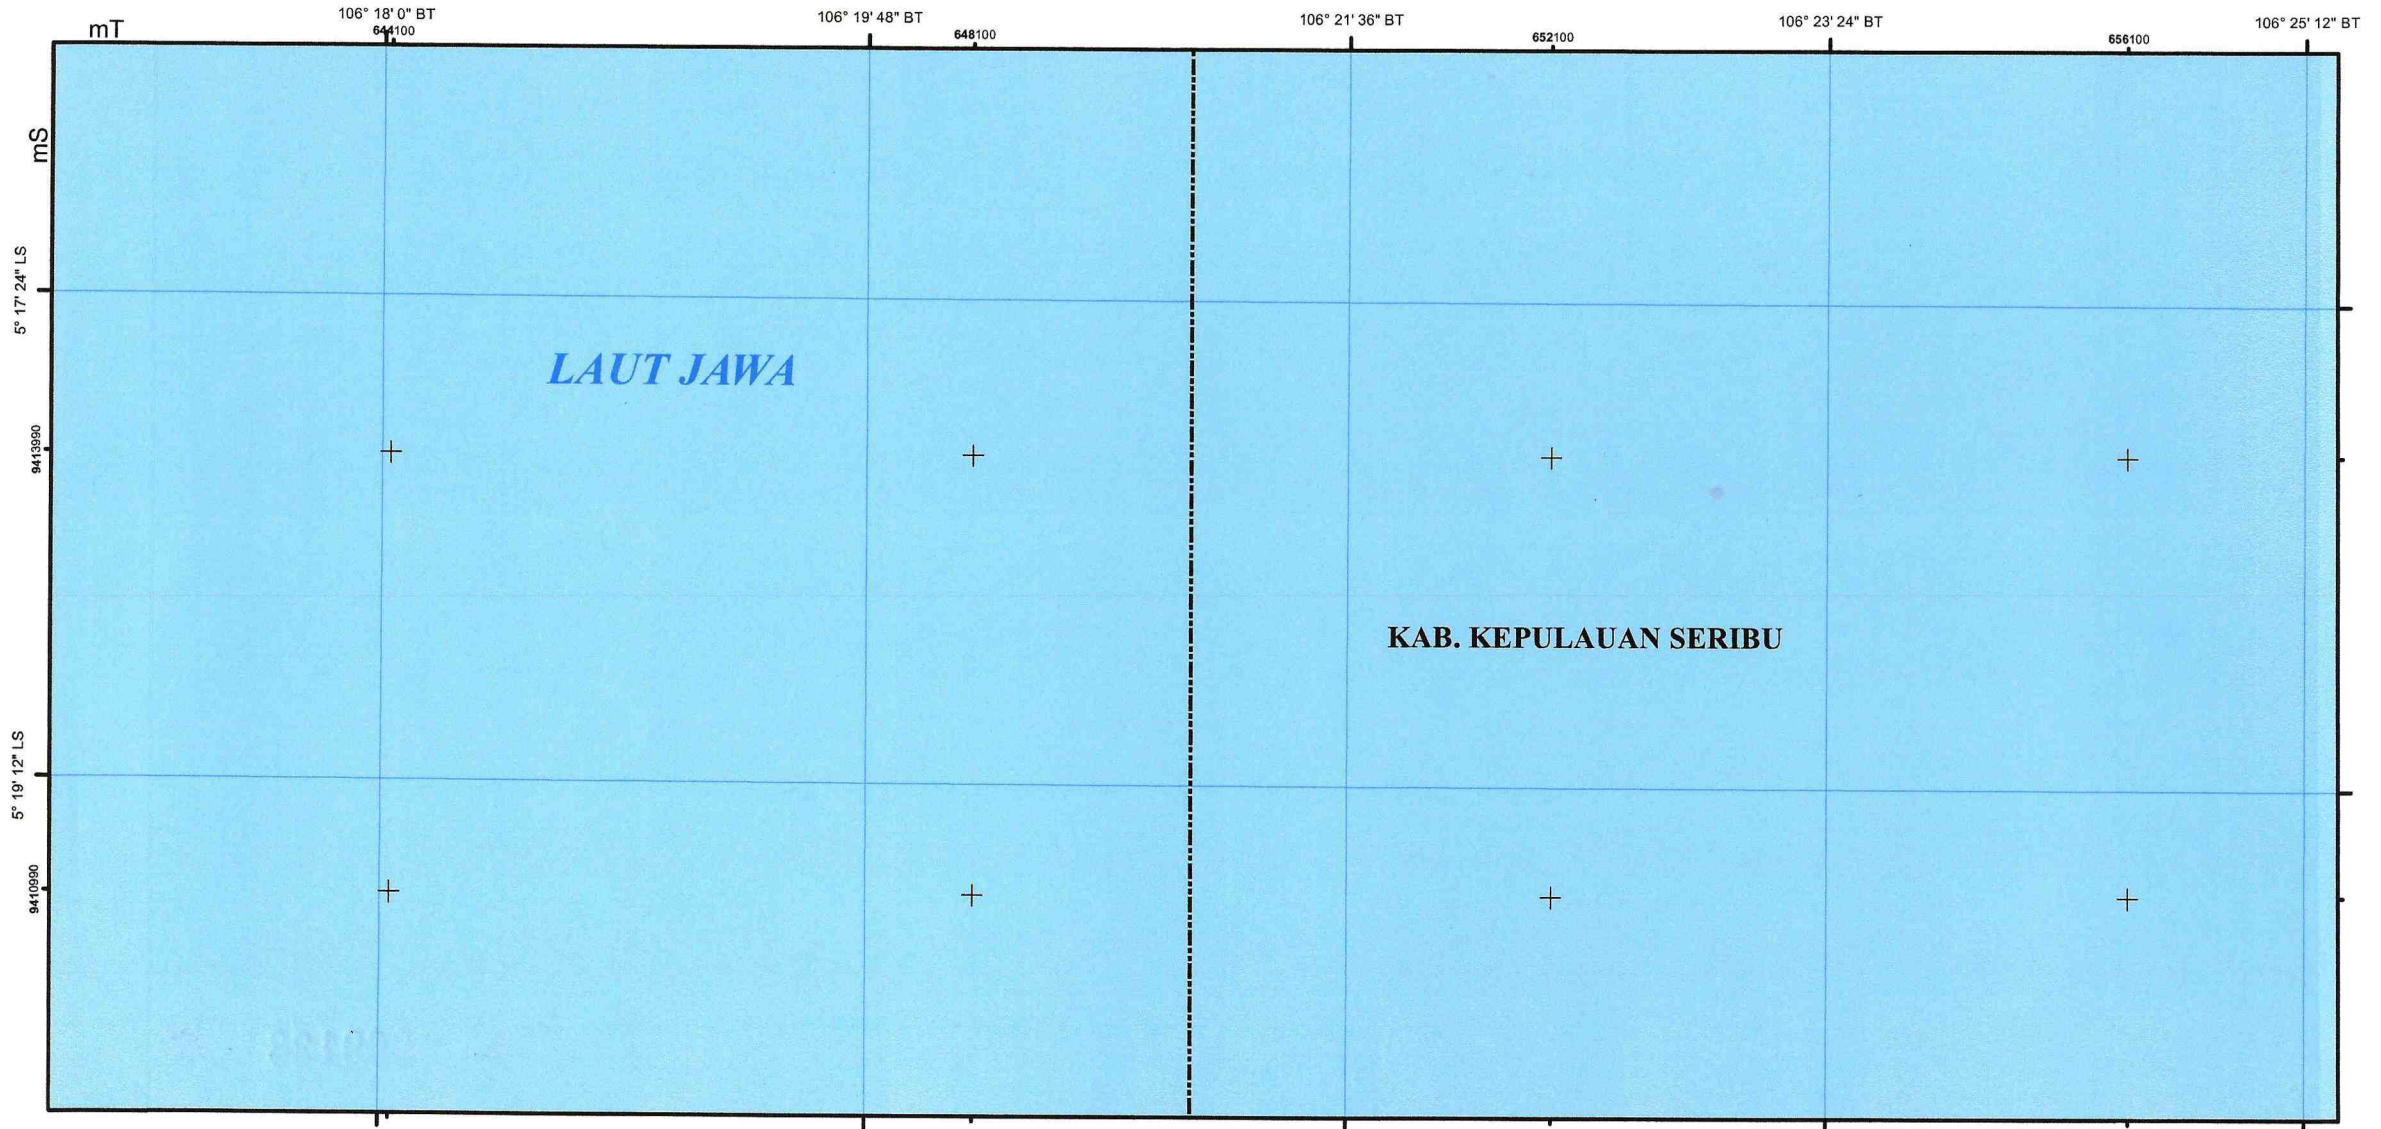 106° 18' 0" BT
106° 19' 48" BT
106° 21' 36" BT
106° 23' 24" BT
106° 25' 12" BT
mT
644100
648100
652100
656100
mS
5° 17' 24" LS
LAUT JAWA
9413990
KAB. KEPULAUAN SERIBU
5° 19' 12" LS
9410990